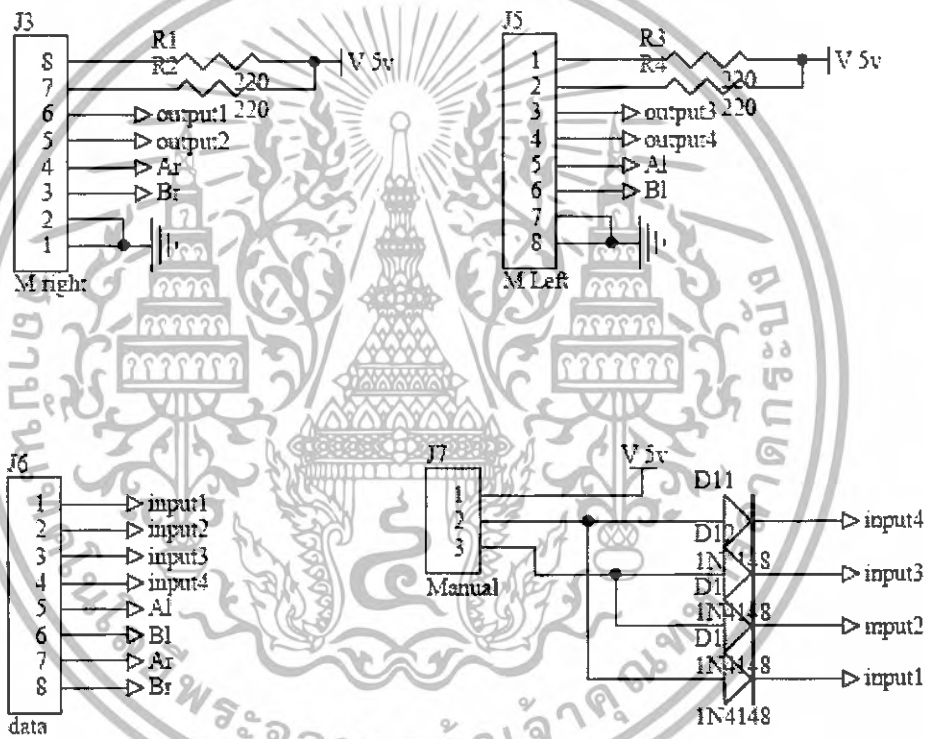 J3
8
7
6
5
4
3
2
1
M right
R1
R2
220
220
V 5v
output1
output2
Ar
Br
J5
1
2
3
4
5
6
7
8
M Left
R3
R4
220
220
V 5v
output3
output4
Al
Bl
J6
1
2
3
4
5
6
7
8
data
input1
input2
input3
input4
Al
Bl
Ar
Br
J7
1
2
3
Manual
V 5v
D11
1N4148
1N4148
1N4148
1N4148
input4
input3
input2
input1